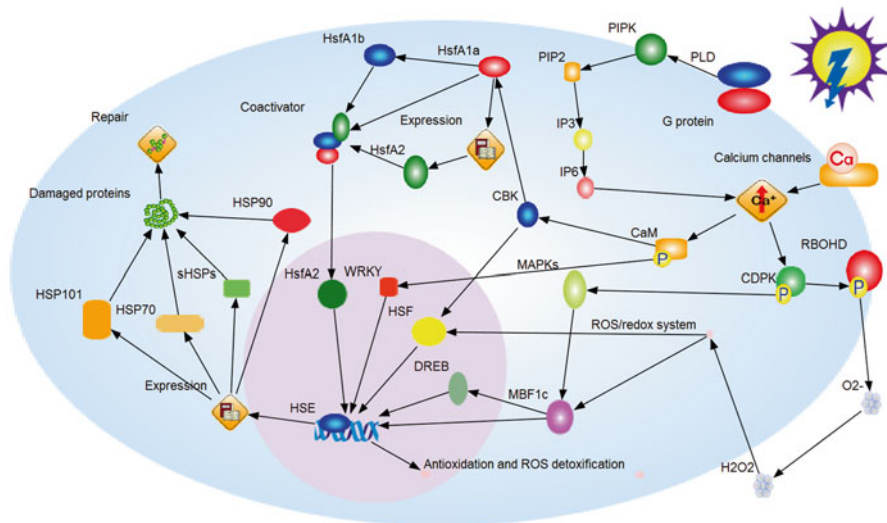 PIPK
HsfA1b
HsfA1a
PIP2
PLD
Coactivator
Expression
Repair
IP3
G protein
HsfA2
Calcium channels
IP6
Ca
Damaged proteins
HSP90
CBK
Ca+
CaM
RBOHD
sHSPs
HsfA2
WRKY
MAPKs
P
CDPK
P
P
HSP101
HSP70
HSF
ROS/redox system
DREB
O2-
Expression
HSE
MBF1c
H2O2
Antioxidation and ROS detoxification